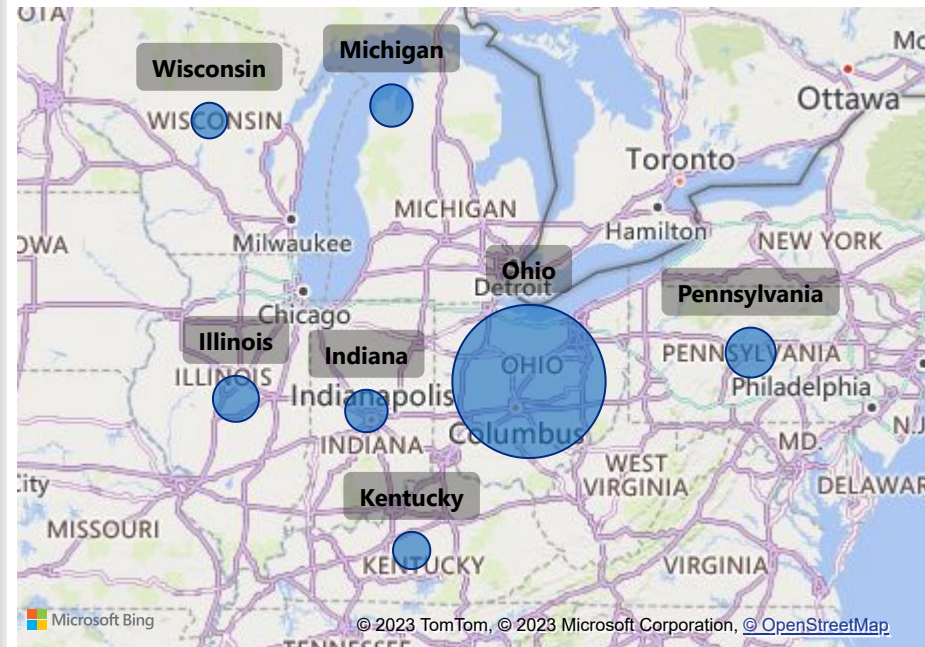 OTA
Michigan
Wisconsin
Mc
WISCONSIN
Ottawa
Toronto
MICHIGAN
Hamilton
OWA
Milwaukee
NEW YORK
Ohio
Detroit
Pennsylvania
Chicago
Illinois
Indiana
PENNSYLVANIA
OHIO
ILLINOIS
Philadelphia
Indianapolis
Columbus
N.J
INDIANA
MD.
WEST
VIRGINIA
City
DELAWAR
Kentucky
MISSOURI
KENTUCKY
VIRGINIA
Microsoft Bing
© 2023 TomTom, © 2023 Microsoft Corporation, © OpenStreetMap
TENNESSEE